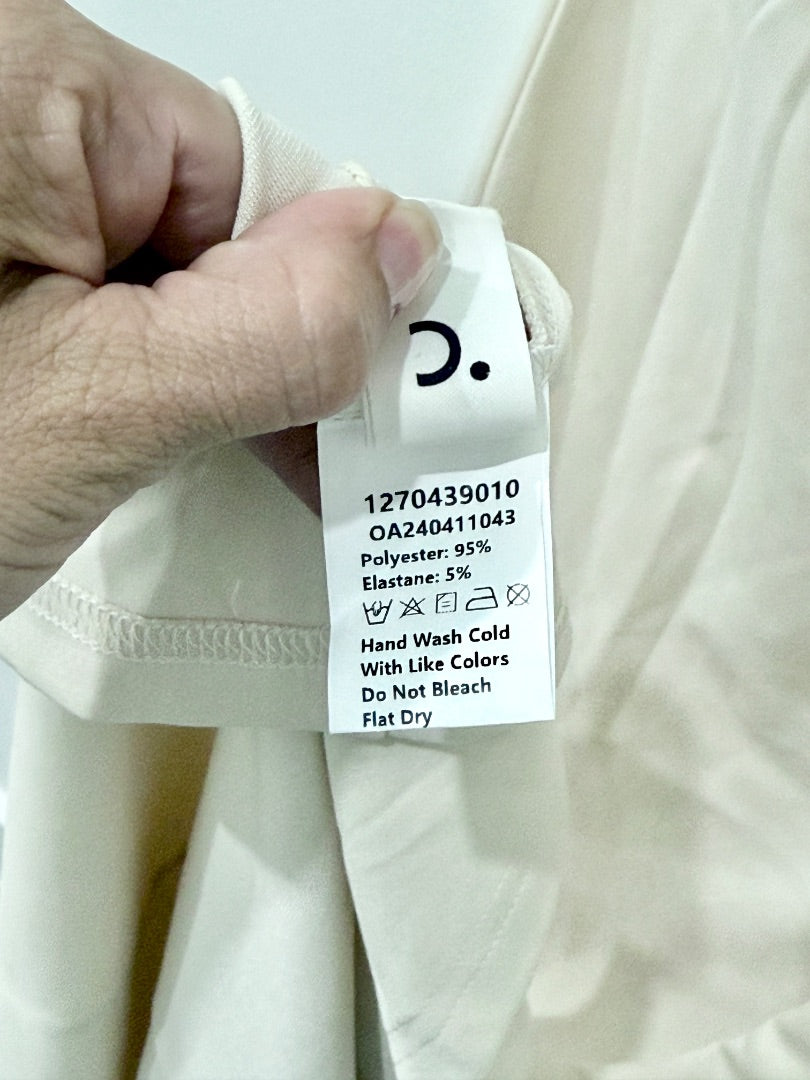 1270439010
OA240411043
Polyester: 95%
Elastane: 5%
Hand Wash Cold
With Like Colors
Do Not Bleach
Flat Dry